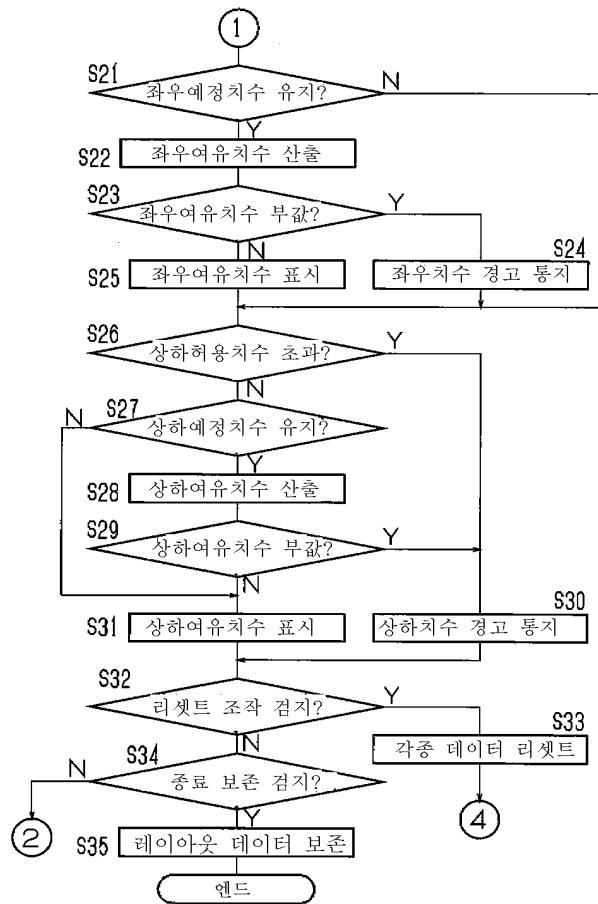 1
S21
좌우예정치수 유지?
N
Y
S22
좌우여유치수 산출
S23
좌우여유치수 부값?
Y
N
S24
좌우치수 경고 통지
S25
좌우여유치수 표시
S26
상하허용치수 초과?
Y
N
S27
N
상하예정치수 유지?
Y
S28
상하여유치수 산출
S29
상하여유치수 부값?
Y
N
S30
상하치수 경고 통지
S31
상하여유치수 표시
S32
리셋트 조작 검지?
Y
N
S33
각종 데이터 리셋트
S34
N
종료 보존 검지?
Y
2
4
S35
레이아웃 데이터 보존
엔드